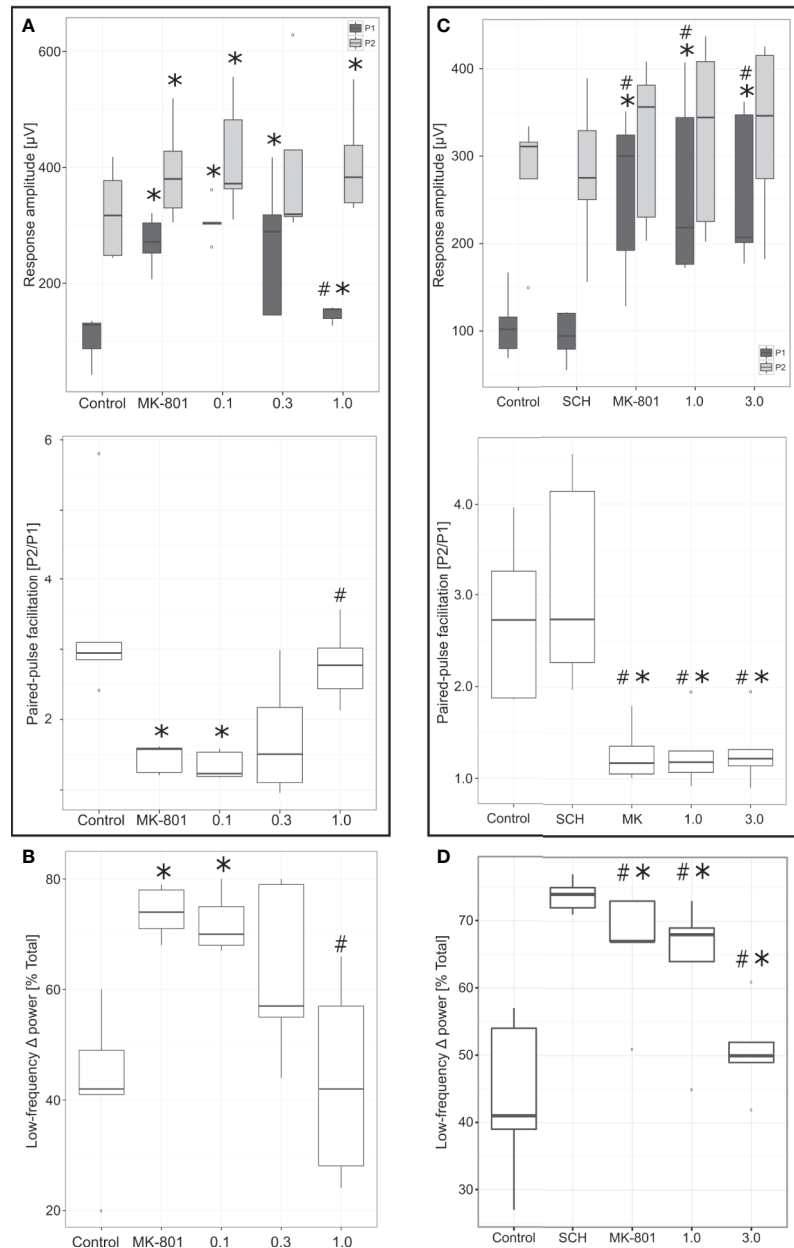 A
P1
P2
600
400
200
Response amplitude [µV]
*
*
*
*
*
*
# *
Control MK-801 0.1 0.3 1.0
6
4
2
Paired-pulse facilitation [P2/P1]
*
*
#
Control MK-801 0.1 0.3 1.0
B
80
60
40
20
Low-frequency Δ power [% Total]
*
*
#
Control MK-801 0.1 0.3 1.0
C
400
300
200
100
Response amplitude [µV]
#
*
#
*
#
*
P1
P2
Control SCH MK-801 1.0 3.0
4.0
3.0
2.0
1.0
Paired-pulse facilitation [P2/P1]
# * # * # *
Control SCH MK 1.0 3.0
D
70
60
50
40
30
Low-frequency Δ power [% Total]
# * # *
# *
Control SCH MK-801 1.0 3.0